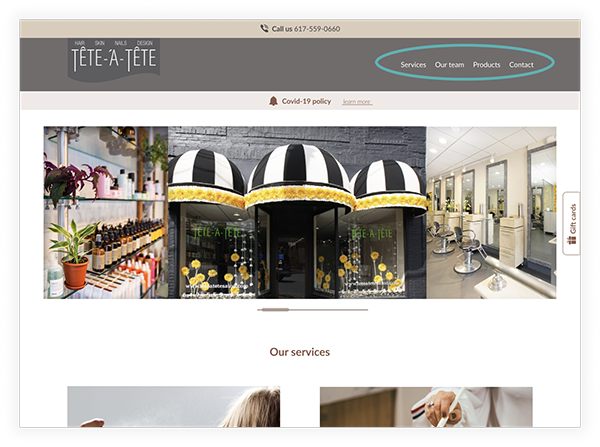 Call us 617-559-0660
HAIR SKIN NAILS DESIGN
TÊTE-À-TÊTE
Services Our team Products Contact
Covid-19 policy learn more
TÊTE-À-TÊTE
TÊTE-À-TÊTE
Gift cards
Our services